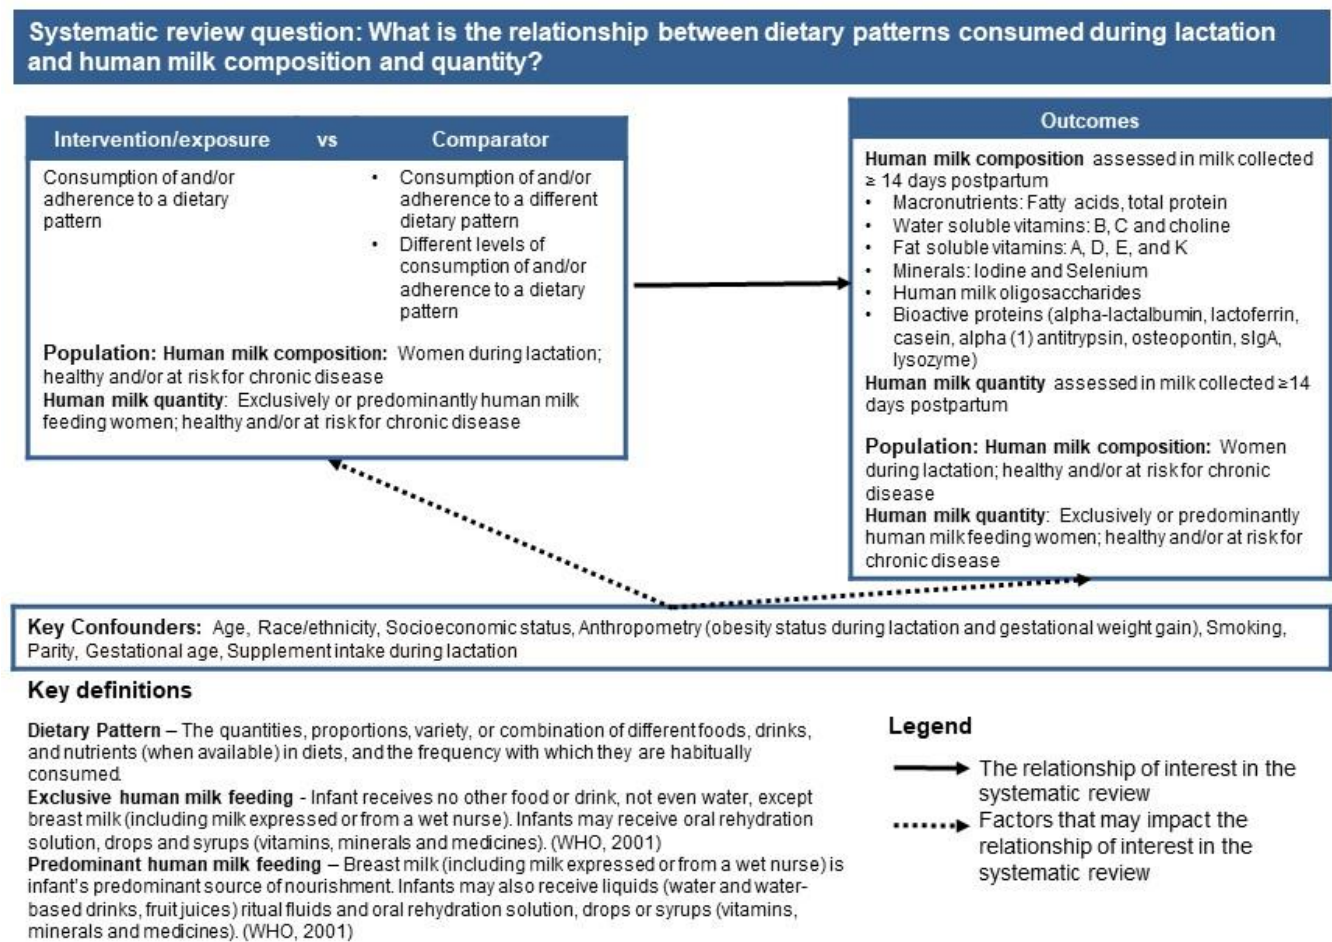 Systematic review question: What is the relationship between dietary patterns consumed during lactation
and human milk composition and quantity?
Intervention/exposure vs Comparator
Consumption of and/or
adherence to a dietary
pattern
• Consumption of and/or
adherence to a different
dietary pattern
• Different levels of
consumption of and/or
adherence to a dietary
pattern
Population: Human milk composition: Women during lactation;
healthy and/or at risk for chronic disease
Human milk quantity: Exclusively or predominantly human milk
feeding women; healthy and/or at risk for chronic disease
Outcomes
Human milk composition assessed in milk collected
≥ 14 days postpartum
• Macronutrients: Fatty acids, total protein
• Water soluble vitamins: B, C and choline
• Fat soluble vitamins: A, D, E, and K
• Minerals: Iodine and Selenium
• Human milk oligosaccharides
• Bioactive proteins (alpha-lactalbumin, lactoferrin,
casein, alpha (1) antitrypsin, osteopontin, sIgA,
lysozyme)
Human milk quantity assessed in milk collected ≥14
days postpartum
Population: Human milk composition: Women
during lactation; healthy and/or at risk for chronic
disease
Human milk quantity: Exclusively or predominantly
human milk feeding women; healthy and/or at risk for
chronic disease
Key Confounders: Age, Race/ethnicity, Socioeconomic status, Anthropometry (obesity status during lactation and gestational weight gain), Smoking,
Parity, Gestational age, Supplement intake during lactation
Key definitions
Dietary Pattern – The quantities, proportions, variety, or combination of different foods, drinks,
and nutrients (when available) in diets, and the frequency with which they are habitually
consumed.
Exclusive human milk feeding - Infant receives no other food or drink, not even water, except
breast milk (including milk expressed or from a wet nurse). Infants may receive oral rehydration
solution, drops and syrups (vitamins, minerals and medicines). (WHO, 2001)
Predominant human milk feeding – Breast milk (including milk expressed or from a wet nurse) is
infant's predominant source of nourishment. Infants may also receive liquids (water and water-
based drinks, fruit juices) ritual fluids and oral rehydration solution, drops or syrups (vitamins,
minerals and medicines). (WHO, 2001)
Legend
The relationship of interest in the
systematic review
Factors that may impact the
relationship of interest in the
systematic review